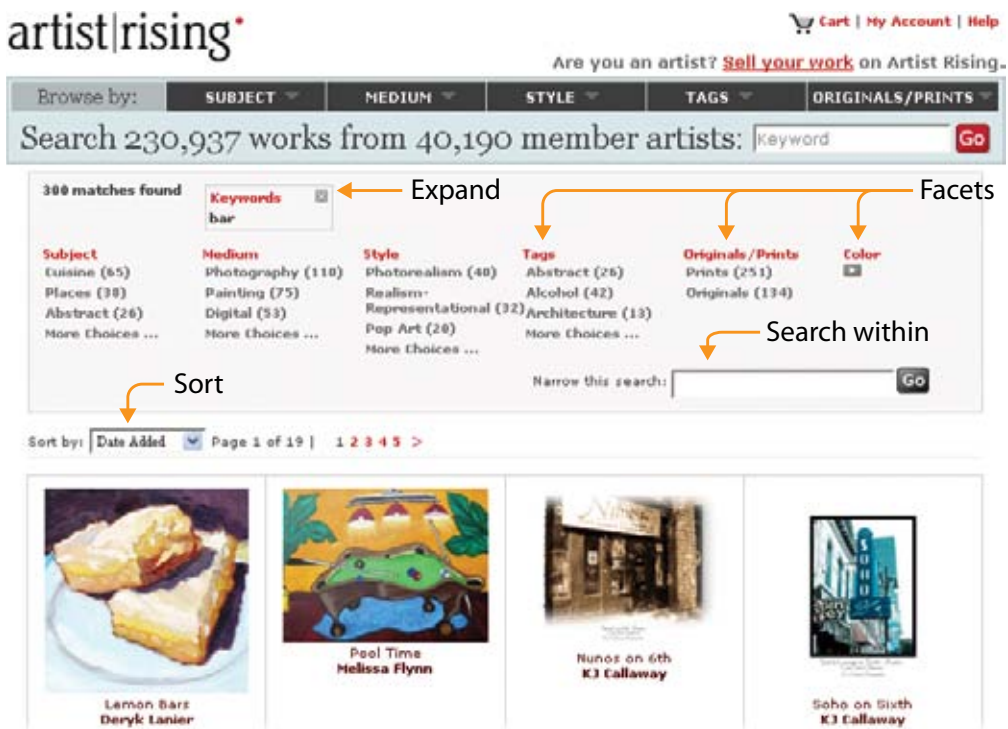 artist|rising
Cart | My Account | Help
Are you an artist? Sell your work on Artist Rising.
Browse by: SUBJECT MEDIUM STYLE TAGS ORIGINALS/PRINTS
Search 230,937 works from 40,190 member artists: Keyword Go
300 matches found
Keywords
bar
Expand
Facets
Subject
Cuisine (65)
Places (38)
Abstract (26)
More Choices ...
Medium
Photography (110)
Painting (75)
Digital (53)
More Choices ...
Style
Photorealism (40)
Realism-
Representational (32)
Pop Art (20)
More Choices ...
Tags
Abstract (26)
Alcohol (42)
Architecture (13)
More Choices ...
Originals/Prints
Prints (251)
Originals (134)
Color
Search within
Narrow this search: Go
Sort
Sort by: Date Added Page 1 of 19 | 1 2 3 4 5 >
SOHO
Lemon Bars
Deryk Lanier
Pool Time
Melissa Flynn
Nunos on 6th
KJ Callaway
Soho on Sixth
KJ Callaway